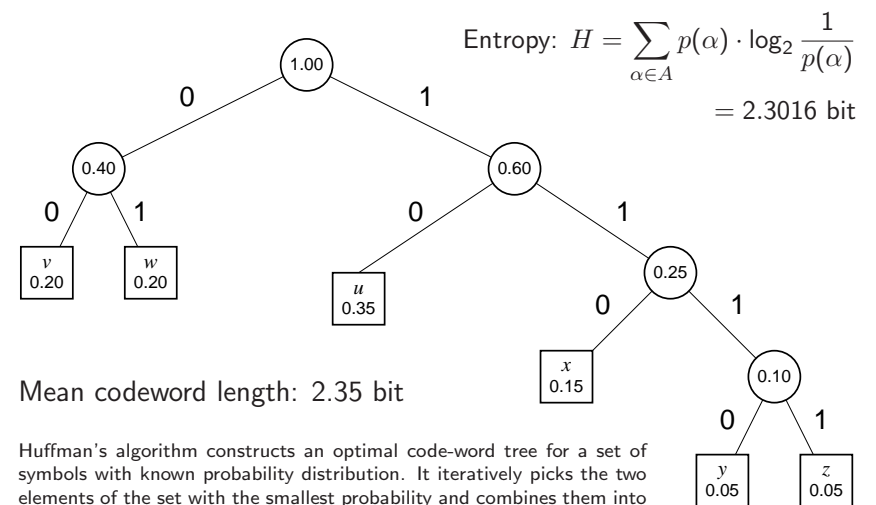 Entropy: H = ∑ p(α) · log₂ 1/p(α)
α∈A
= 2.3016 bit
1.00
0 1
0.40 0.60
0 1 0 1
v w
0.20 0.20
u
0.35
0.25
0 1
x
0.15
0.10
0 1
y z
0.05 0.05
Mean codeword length: 2.35 bit
Huffman's algorithm constructs an optimal code-word tree for a set of
symbols with known probability distribution. It iteratively picks the two
elements of the set with the smallest probability and combines them into